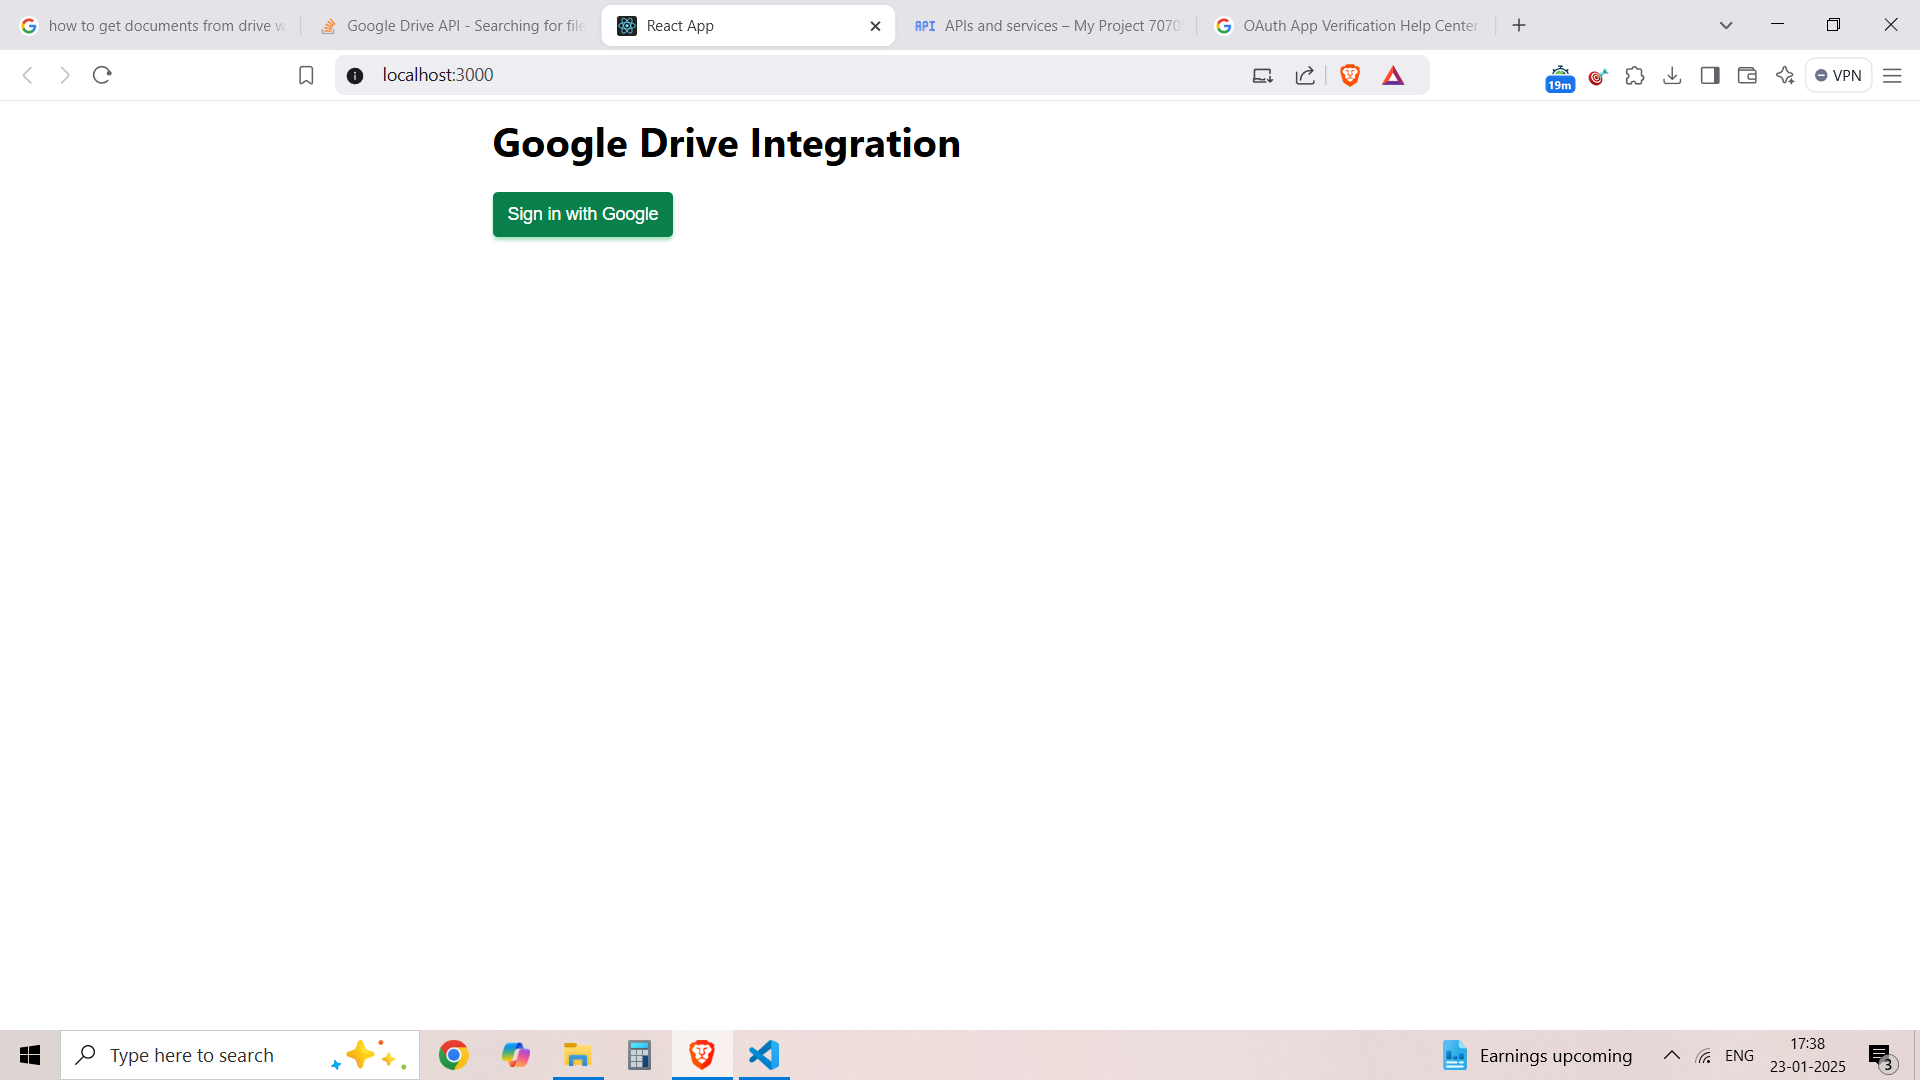 how to get documents from drive w
Google Drive API - Searching for file
React App
API
APIs and services – My Project 7070
OAuth App Verification Help Center
localhost:3000
19m
VPN
Google Drive Integration
Sign in with Google
Type here to search
Earnings upcoming
ENG
17:38
23-01-2025
3